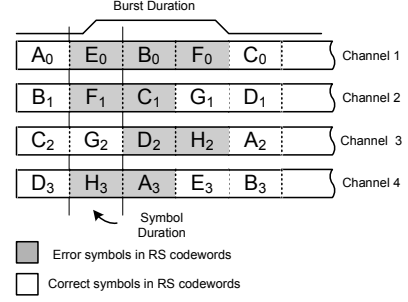 Burst Duration
A0 E0 B0 F0 C0 Channel 1
B1 F1 C1 G1 D1 Channel 2
C2 G2 D2 H2 A2 Channel 3
D3 H3 A3 E3 B3 Channel 4
Symbol
Duration
Error symbols in RS codewords
Correct symbols in RS codewords